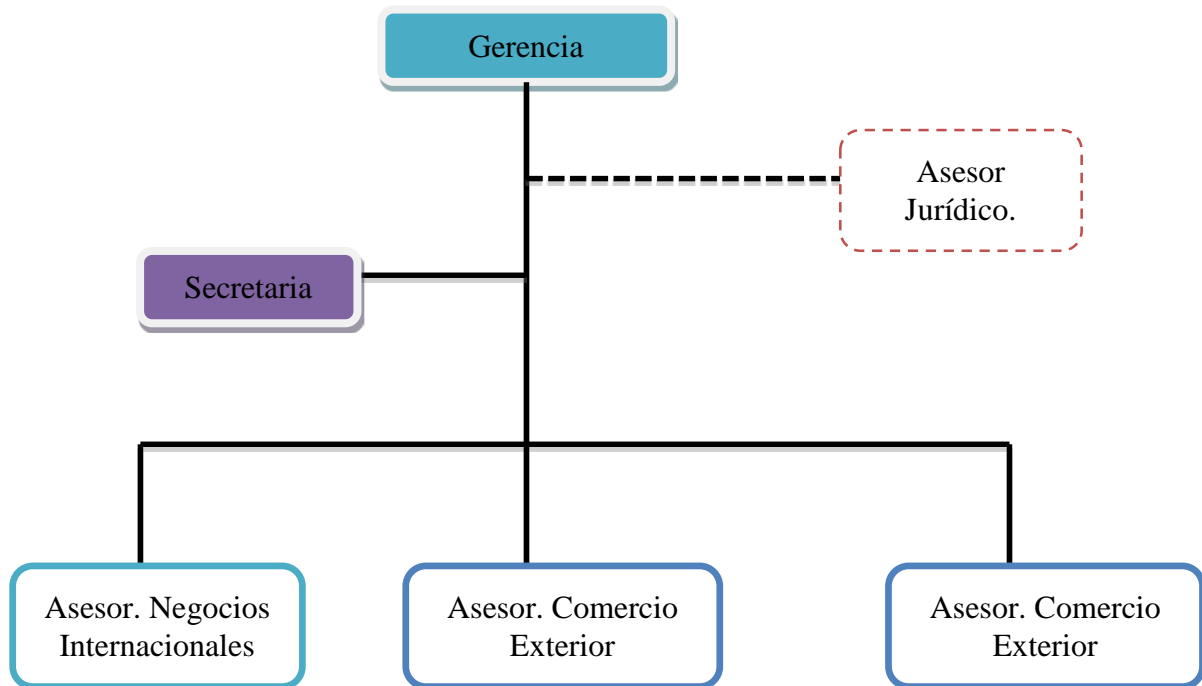 Gerencia
Asesor
Jurídico.
Secretaria
Asesor. Negocios
Internacionales
Asesor. Comercio
Exterior
Asesor. Comercio
Exterior